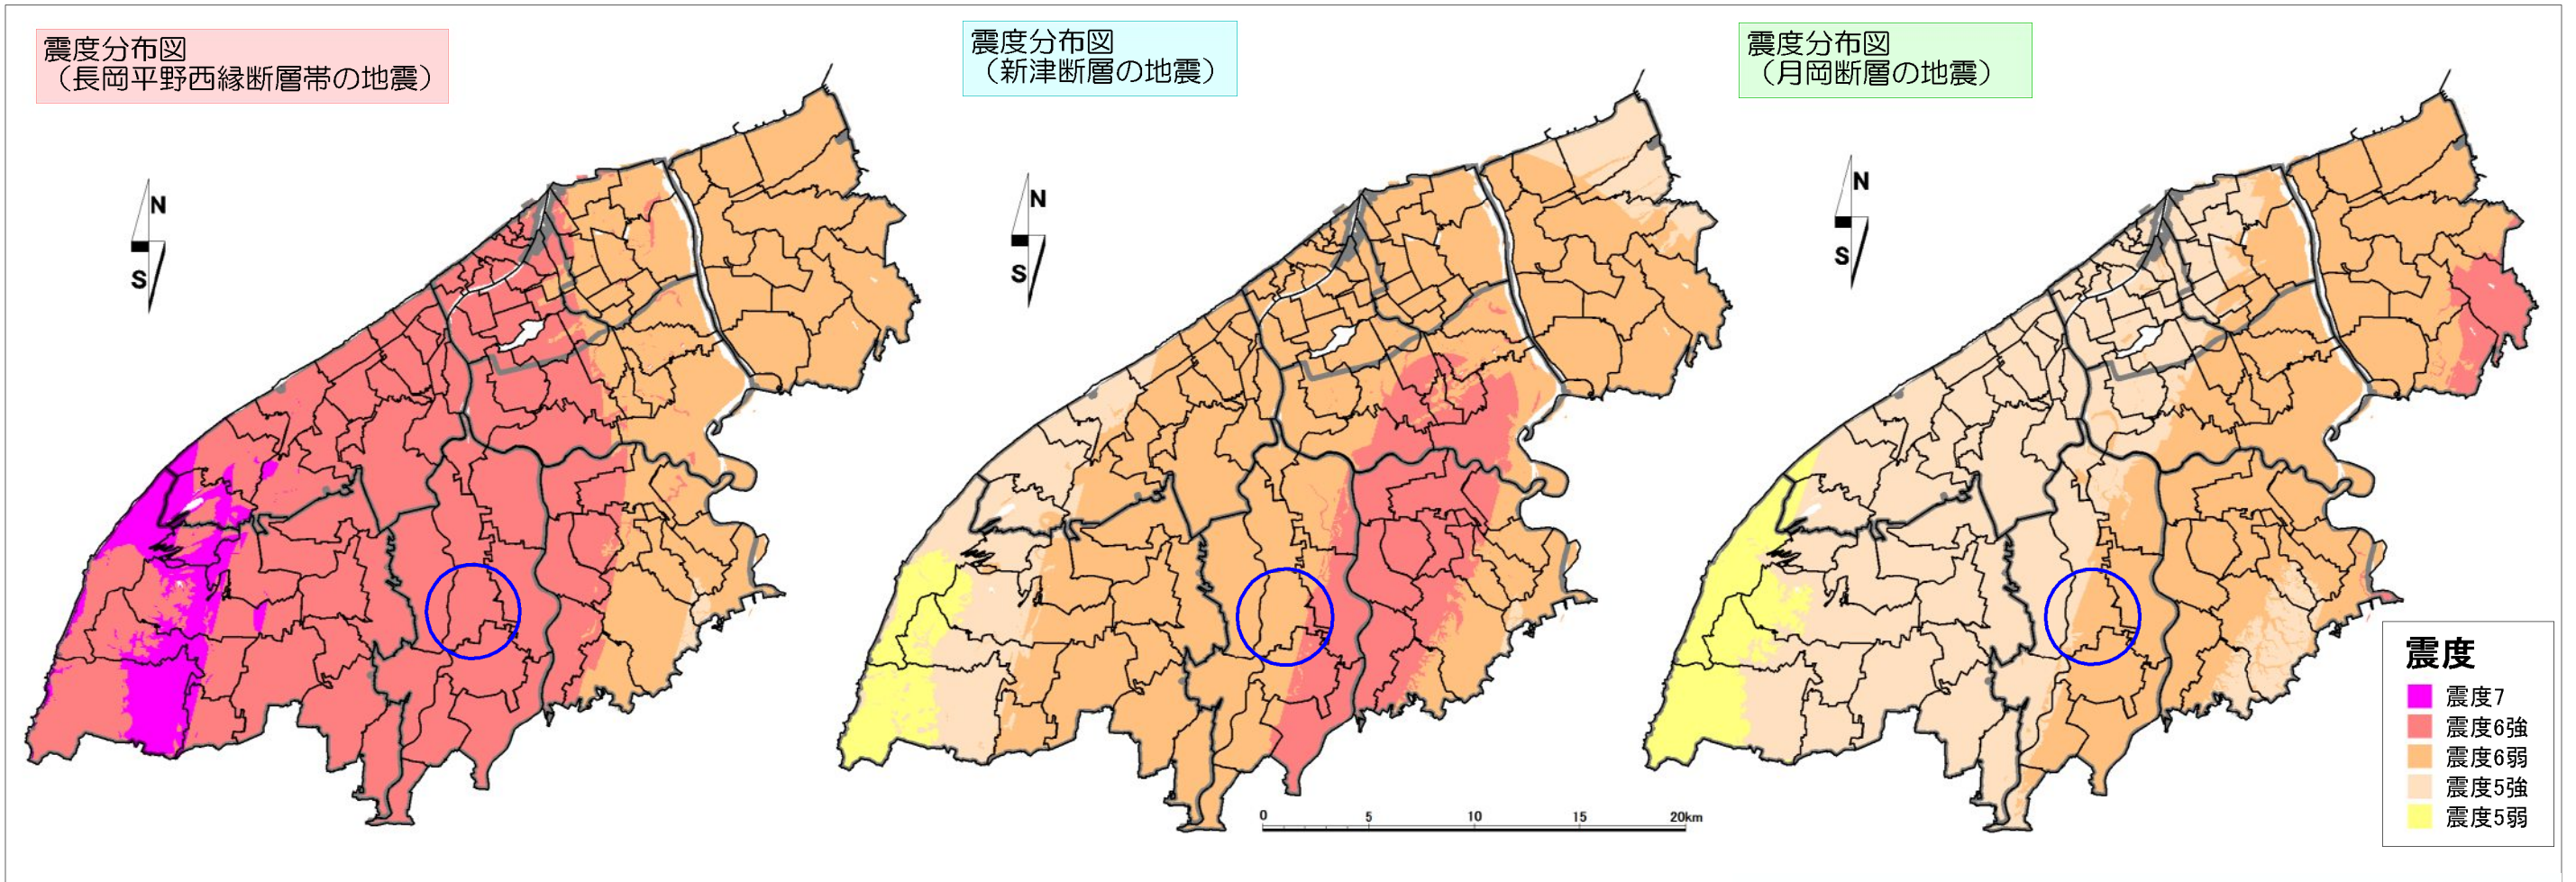 震度分布図
（長岡平野西縁断層帯の地震）
震度分布図
（新津断層の地震）
震度分布図
（月岡断層の地震）
N
S
N
S
N
S
震度
震度7
震度6強
震度6弱
震度5強
震度5弱
0 5 10 15 20km